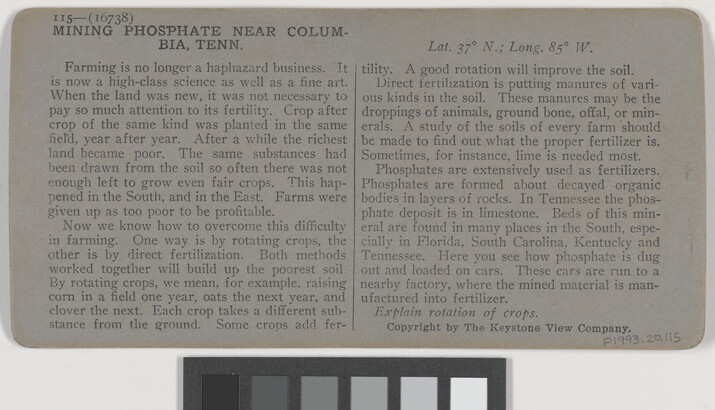 115—(16738)
MINING PHOSPHATE NEAR COLUM-
BIA, TENN.
Farming is no longer a haphazard business. It
is now a high-class science as well as a fine art.
When the land was new, it was not necessary to
pay so much attention to its fertility. Crop after
crop of the same kind was planted in the same
field, year after year. After a while the richest
land became poor. The same substances had
been drawn from the soil so often there was not
enough left to grow even fair crops. This hap-
pened in the South, and in the East. Farms were
given up as too poor to be profitable.
Now we know how to overcome this difficulty
in farming. One way is by rotating crops, the
other is by direct fertilization. Both methods
worked together will build up the poorest soil
By rotating crops, we mean, for example, raising
corn in a field one year, oats the next year, and
clover the next. Each crop takes a different sub-
stance from the ground. Some crops add fer-
Lat. 37° N.; Long. 85° W.
tility. A good rotation will improve the soil.
Direct fertilization is putting manures of vari-
ous kinds in the soil. These manures may be the
droppings of animals, ground bone, offal, or min-
erals. A study of the soils of every farm should
be made to find out what the proper fertilizer is.
Sometimes, for instance, lime is needed most.
Phosphates are extensively used as fertilizers.
Phosphates are formed about decayed organic
bodies in layers of rocks. In Tennessee the phos-
phate deposit is in limestone. Beds of this min-
eral are found in many places in the South, espe-
cially in Florida, South Carolina, Kentucky and
Tennessee. Here you see how phosphate is dug
out and loaded on cars. These cars are run to a
nearby factory, where the mined material is man-
ufactured into fertilizer.
Explain rotation of crops.
Copyright by The Keystone View Company.
P1993.20.115